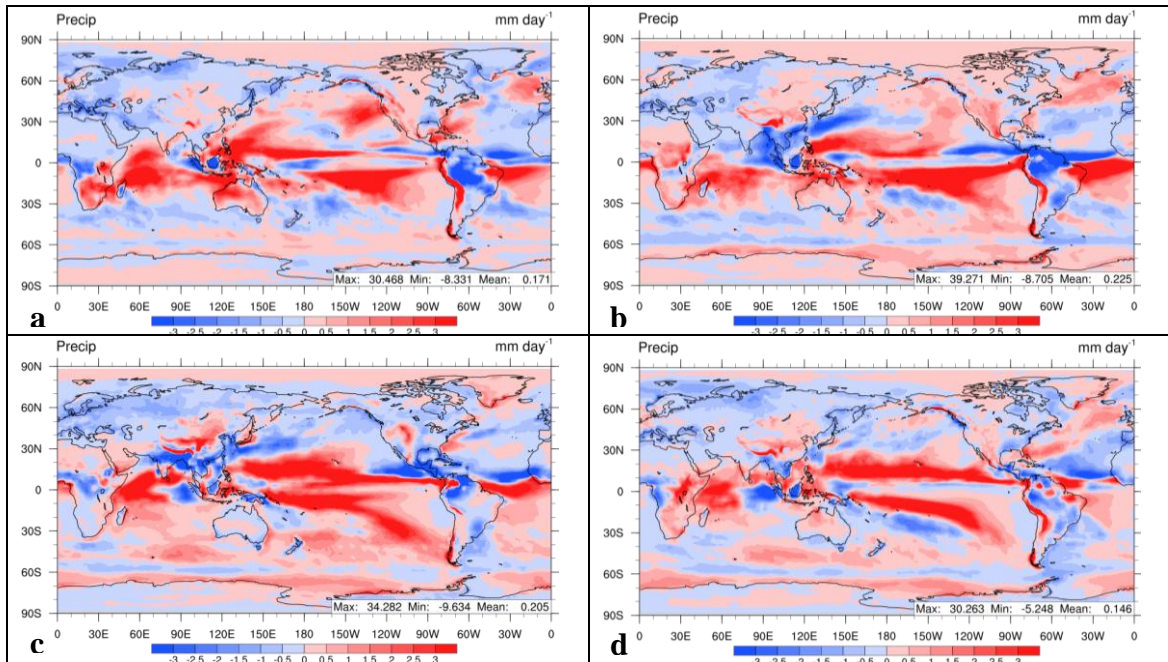 Precip mm day-1
90N
60N
30N
0
30S
60S
90S
Max: 30.468 Min: -8.331 Mean: 0.171
0 30E 60E 90E 120E 150E 180 150W 120W 90W 60W 30W 0
a
-3 -2.5 -2 -1.5 -1 -0.5 0 0.5 1 1.5 2 2.5 3
Precip mm day-1
90N
60N
30N
0
30S
60S
90S
Max: 39.271 Min: -8.705 Mean: 0.225
0 30E 60E 90E 120E 150E 180 150W 120W 90W 60W 30W 0
b
-3 -2.5 -2 -1.5 -1 -0.5 0 0.5 1 1.5 2 2.5 3
Precip mm day-1
90N
60N
30N
0
30S
60S
90S
Max: 34.282 Min: -9.634 Mean: 0.205
0 30E 60E 90E 120E 150E 180 150W 120W 90W 60W 30W 0
c
-3 -2.5 -2 -1.5 -1 -0.5 0 0.5 1 1.5 2 2.5 3
Precip mm day-1
90N
60N
30N
0
30S
60S
90S
Max: 30.263 Min: -5.248 Mean: 0.146
0 30E 60E 90E 120E 150E 180 150W 120W 90W 60W 30W 0
d
-3 -2.5 -2 -1.5 -1 -0.5 0 0.5 1 1.5 2 2.5 3